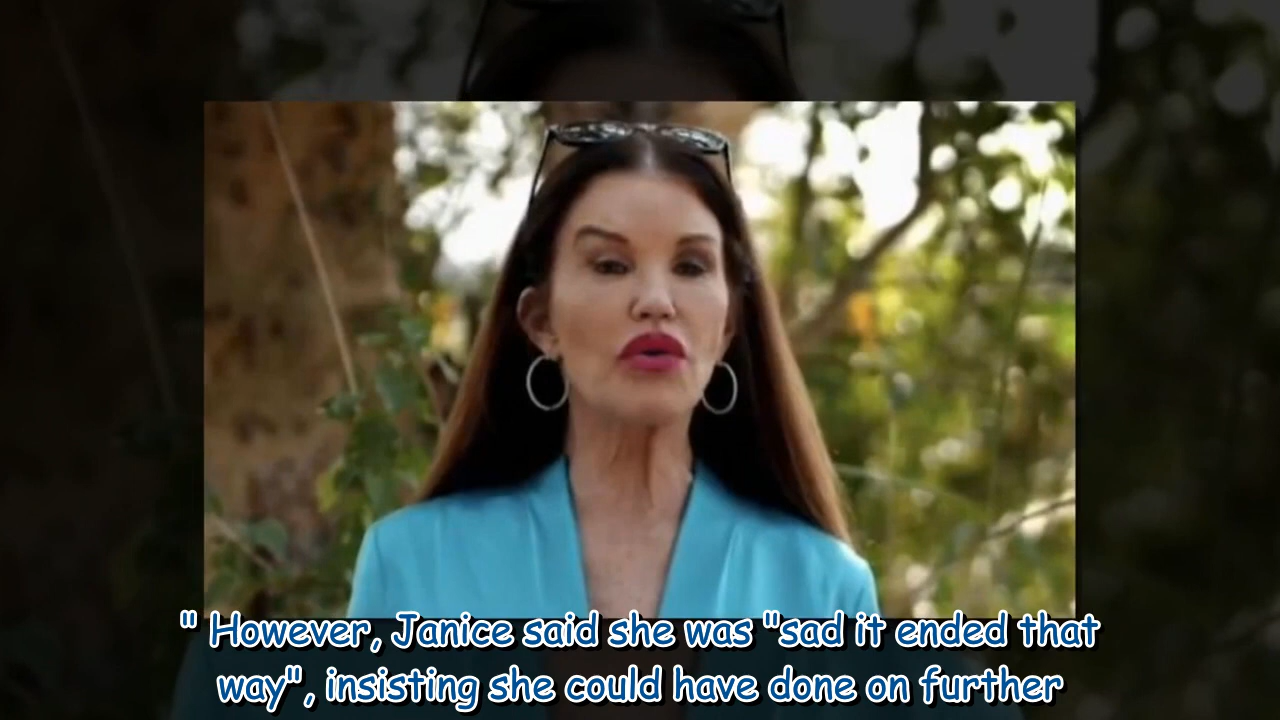 " However, Janice said she was "sad it ended that
way", insisting she could have done on further